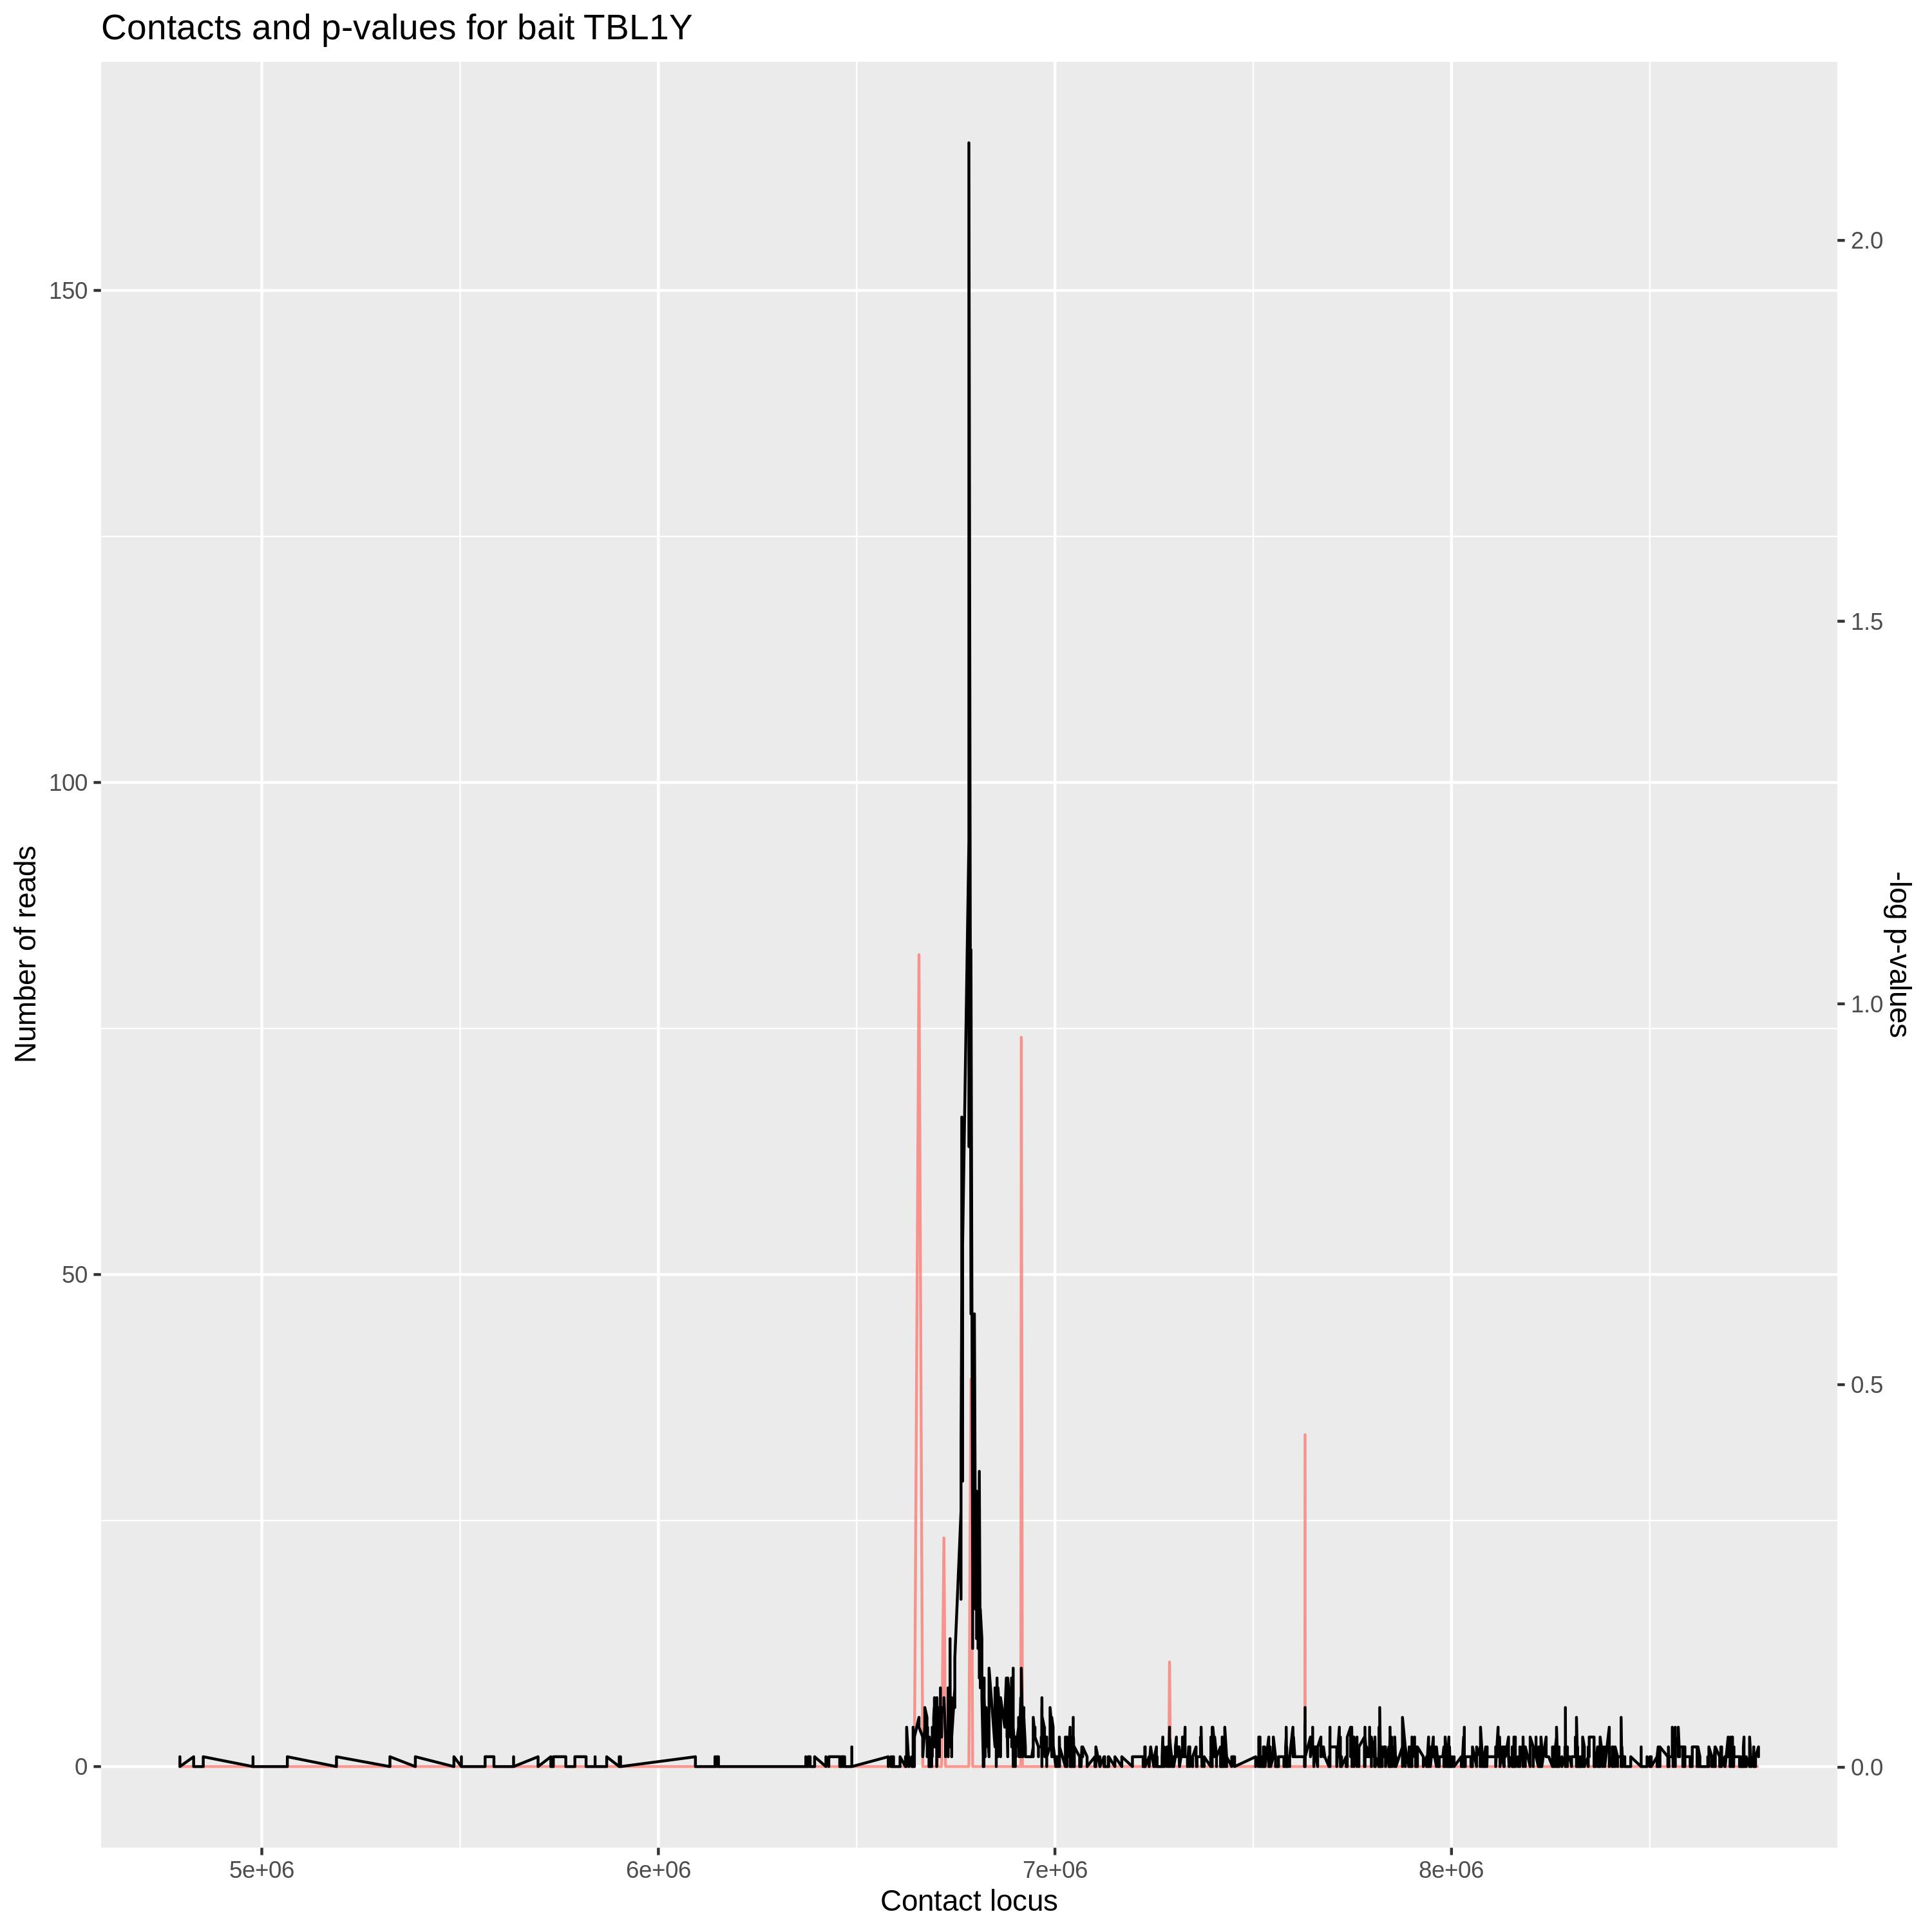 Contacts and p-values for bait TBL1Y
Number of reads
150
100
50
0
2.0
1.5
1.0
0.5
0.0
-log p-values
5e+06
6e+06
7e+06
8e+06
Contact locus